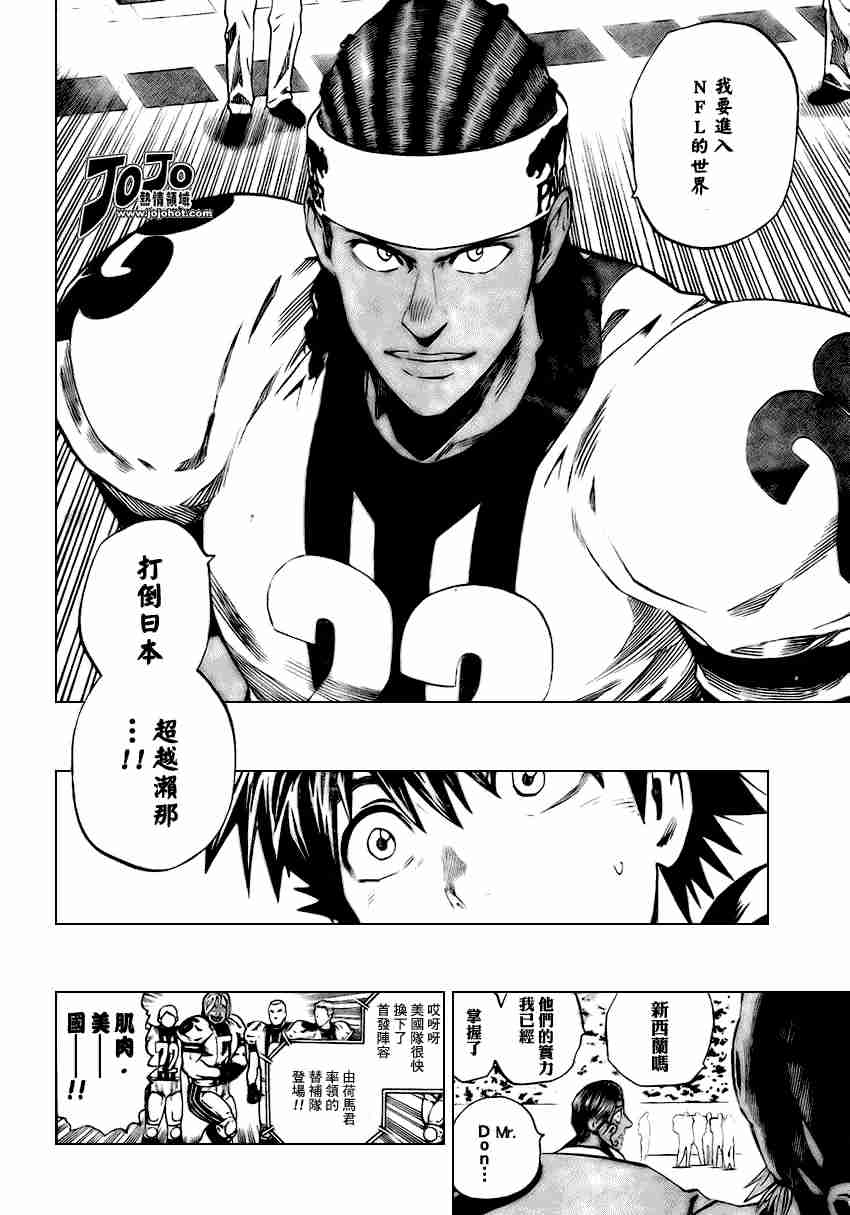 我要進入
NFL的世界
JOJO
熱情領域
www.jojohot.com
打倒日本
超越瀨那
…!!
22
新西蘭嗎
他們的實力
我已經
掌握了
Mr.
Don…
哎呀呀
美國隊很快
換下了
首發陣容
由荷馬君
率領的
替補隊
登場!!
肌肉·
美——
國——!!